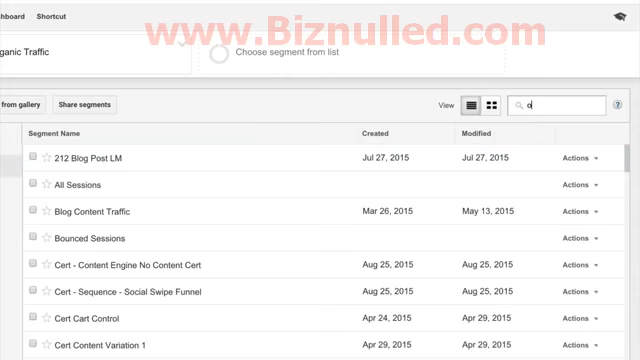 www.Biznulled.com
shboard Shortcut
ganic Traffic
Choose segment from list
from gallery Share segments View o ?
Segment Name Created Modified
212 Blog Post LM Jul 27, 2015 Jul 27, 2015 Actions
All Sessions Actions
Blog Content Traffic Mar 26, 2015 May 13, 2015 Actions
Bounced Sessions Actions
Cert - Content Engine No Content Cert Aug 25, 2015 Aug 25, 2015 Actions
Cert - Sequence - Social Swipe Funnel Aug 25, 2015 Aug 25, 2015 Actions
Cert Cart Control Apr 24, 2015 Apr 29, 2015 Actions
Cert Content Variation 1 Apr 29, 2015 Apr 29, 2015 Actions